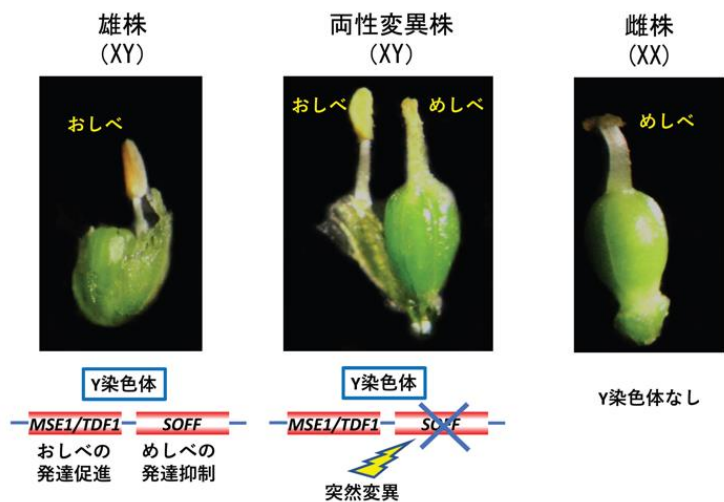 雄株
(XY)
両性変異株
(XY)
雌株
(XX)
おしべ
おしべ
めしべ
めしべ
Y染色体
MSE1/TDF1
SOFF
おしべの
発達促進
めしべの
発達抑制
Y染色体
MSE1/TDF1
SOFF
突然変異
Y染色体なし